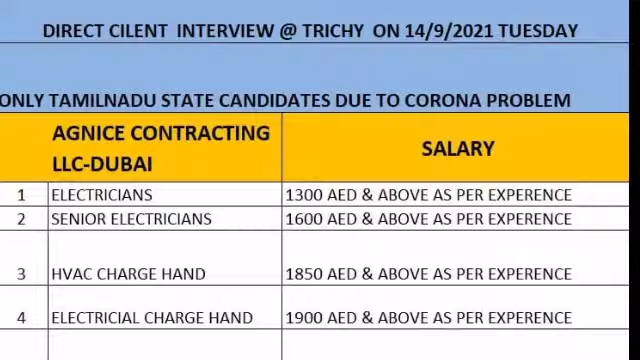 DIRECT CILENT INTERVIEW @ TRICHY ON 14/9/2021 TUESDAY
ONLY TAMILNADU STATE CANDIDATES DUE TO CORONA PROBLEM
AGNICE CONTRACTING
LLC-DUBAI
SALARY
1 ELECTRICIANS 1300 AED & ABOVE AS PER EXPERENCE
2 SENIOR ELECTRICIANS 1600 AED & ABOVE AS PER EXPERENCE
3 HVAC CHARGE HAND 1850 AED & ABOVE AS PER EXPERENCE
4 ELECTRICIAL CHARGE HAND 1900 AED & ABOVE AS PER EXPERENCE